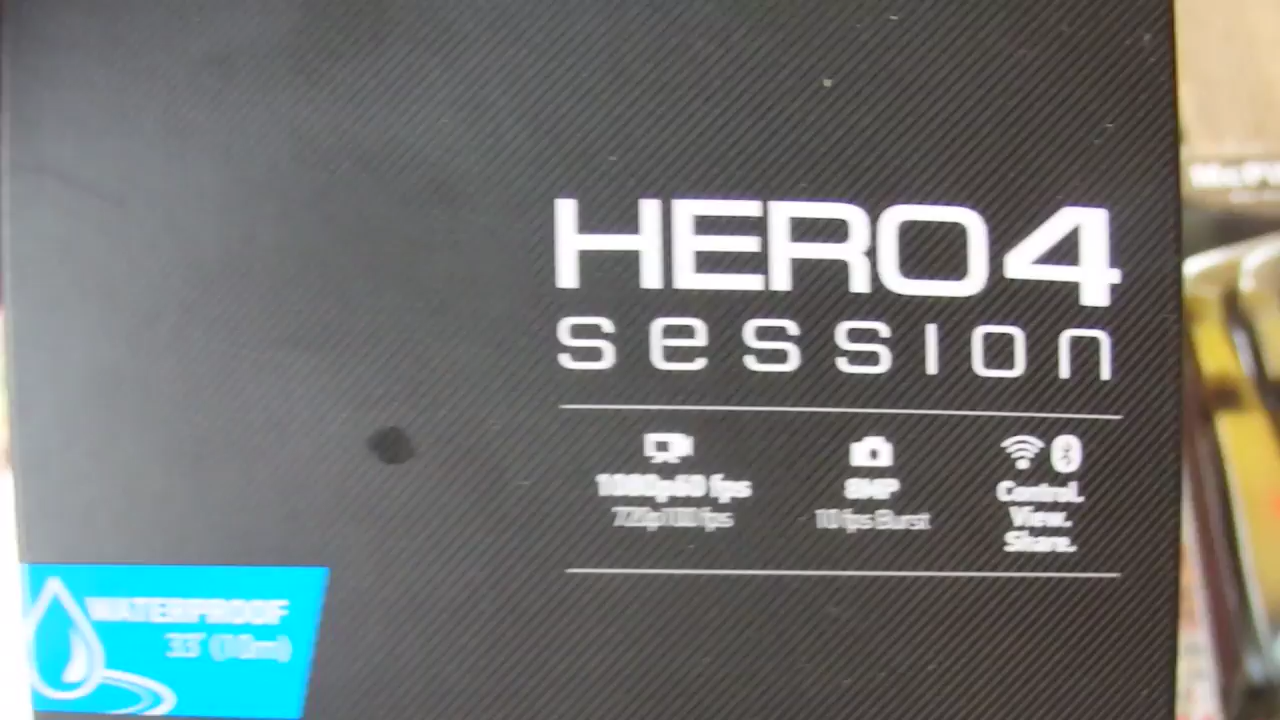 HERO4
session
1080p60 fps
720p100 fps
8MP
10 fps Burst
Control.
View.
Share.
WATERPROOF
33' (10m)